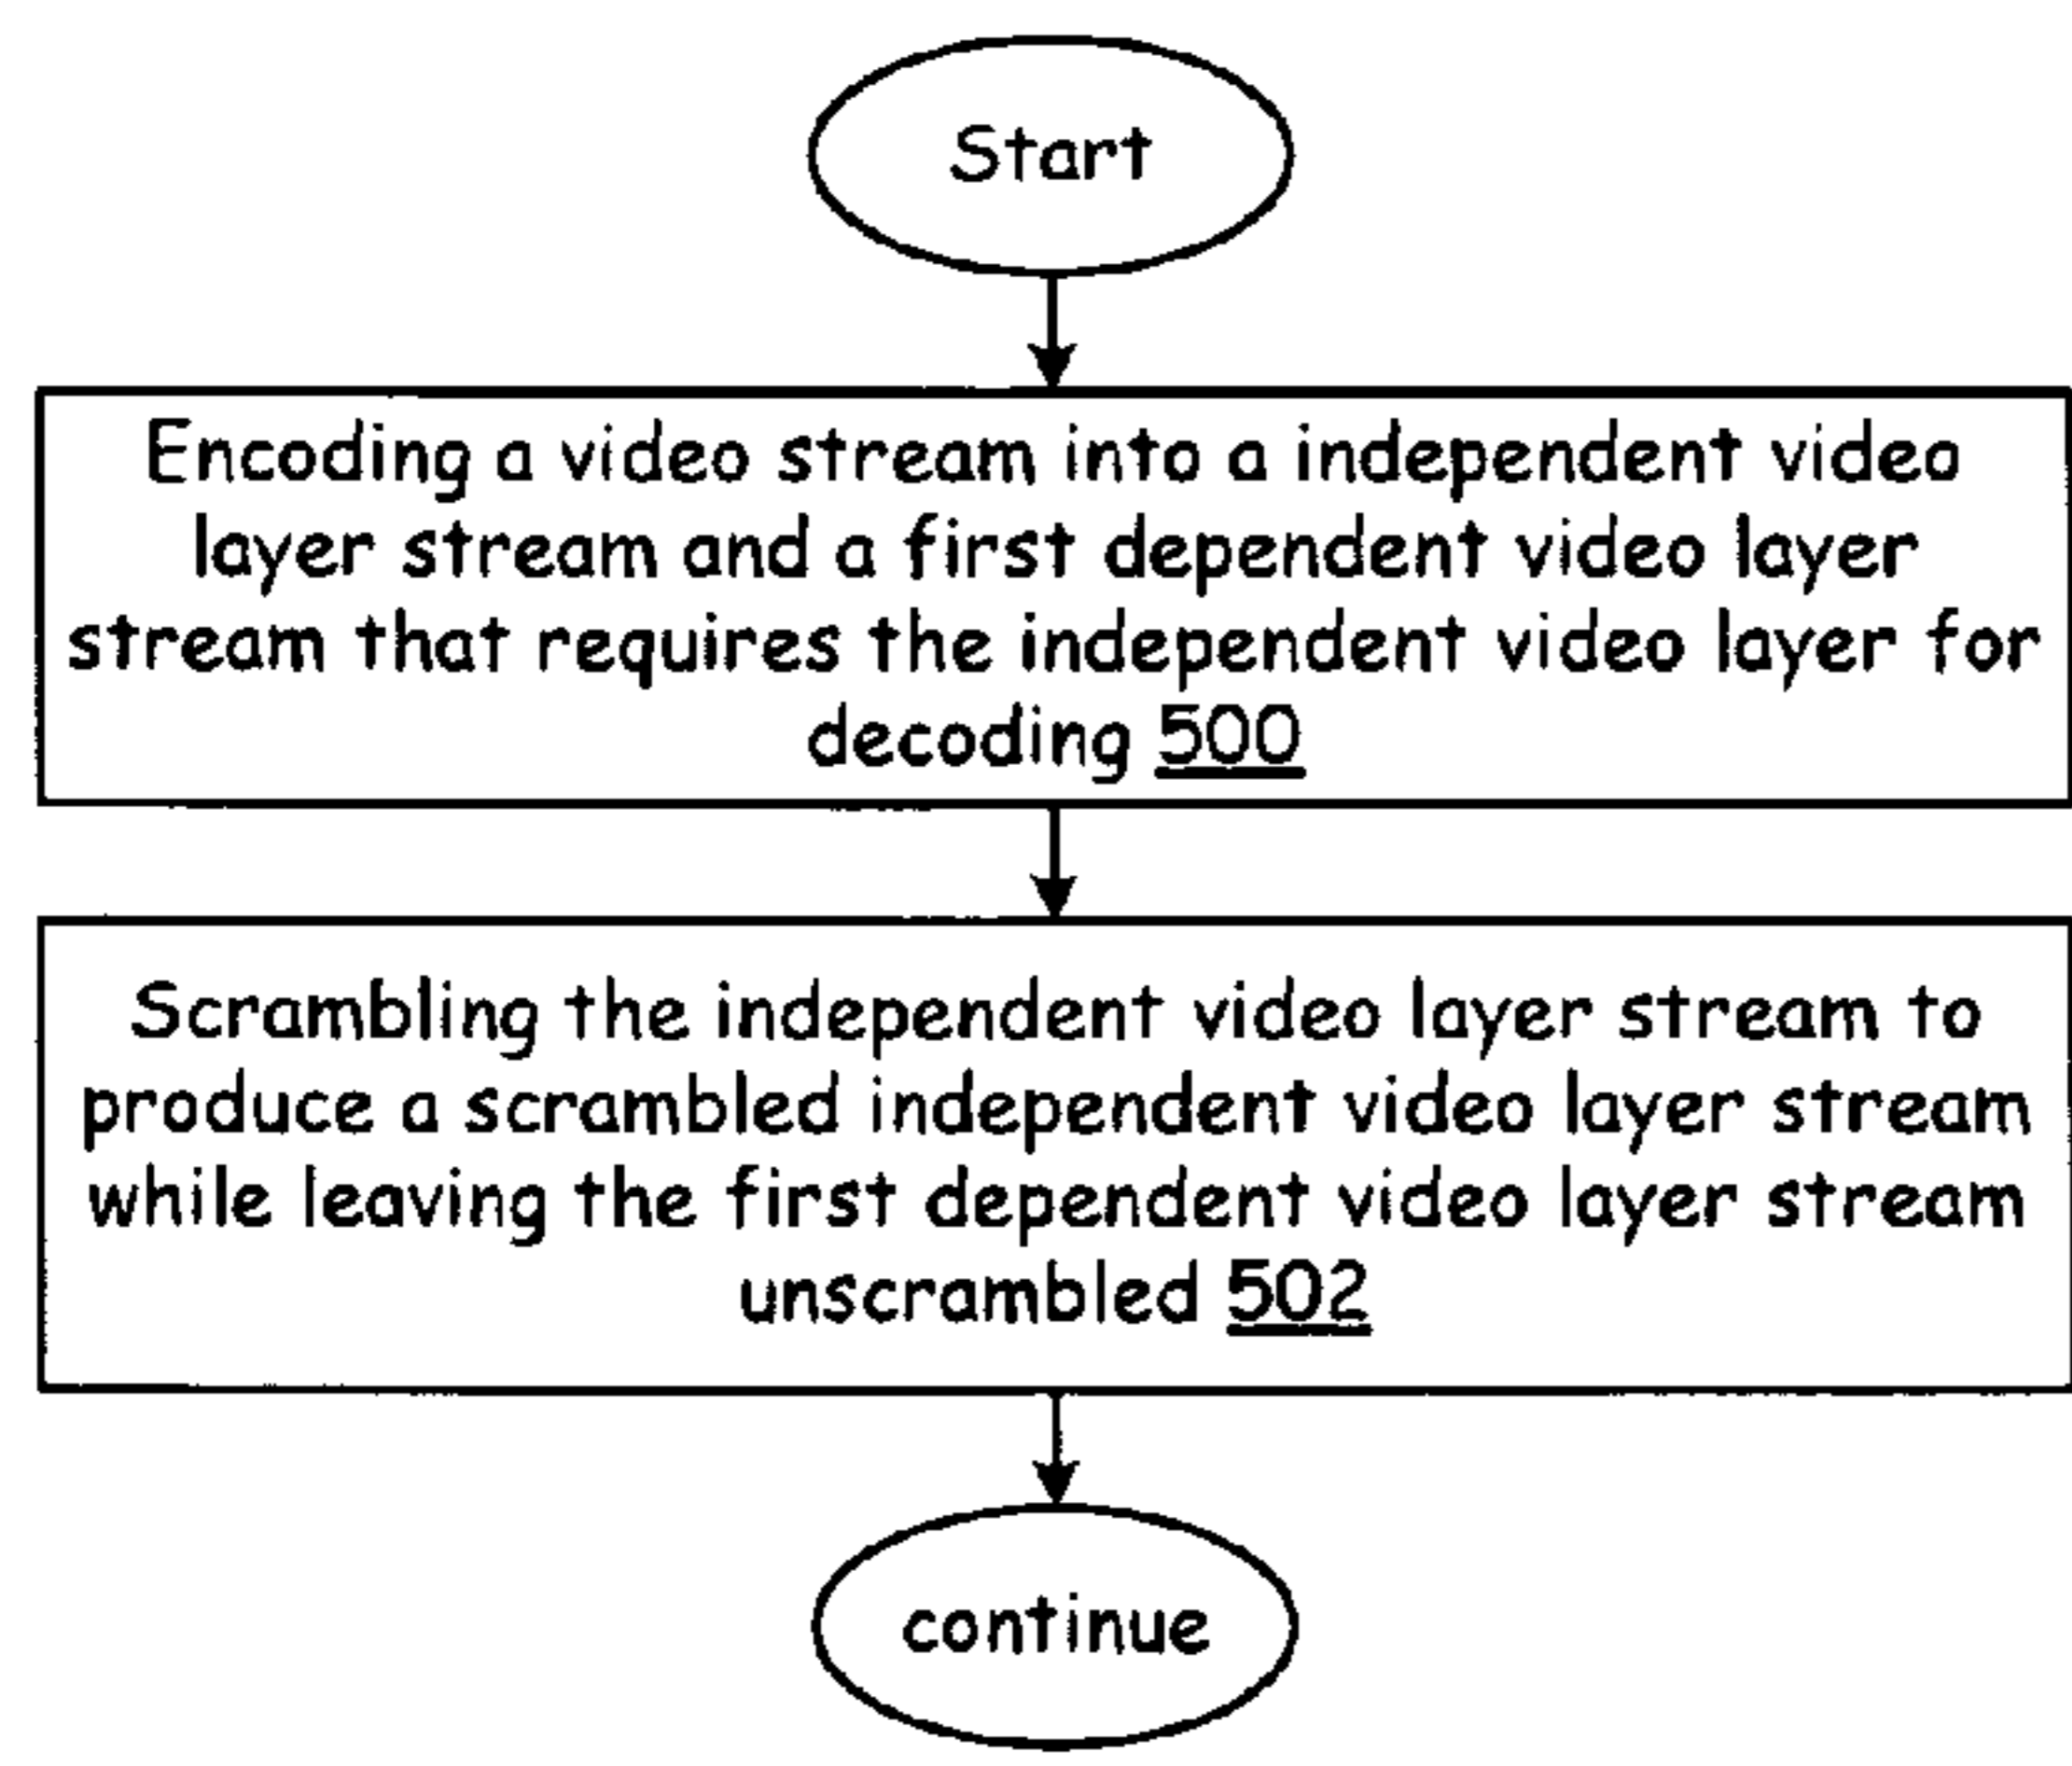 Start
Encoding a video stream into a independent video
layer stream and a first dependent video layer
stream that requires the independent video layer for
decoding 500
Scrambling the independent video layer stream to
produce a scrambled independent video layer stream
while leaving the first dependent video layer stream
unscrambled 502
continue